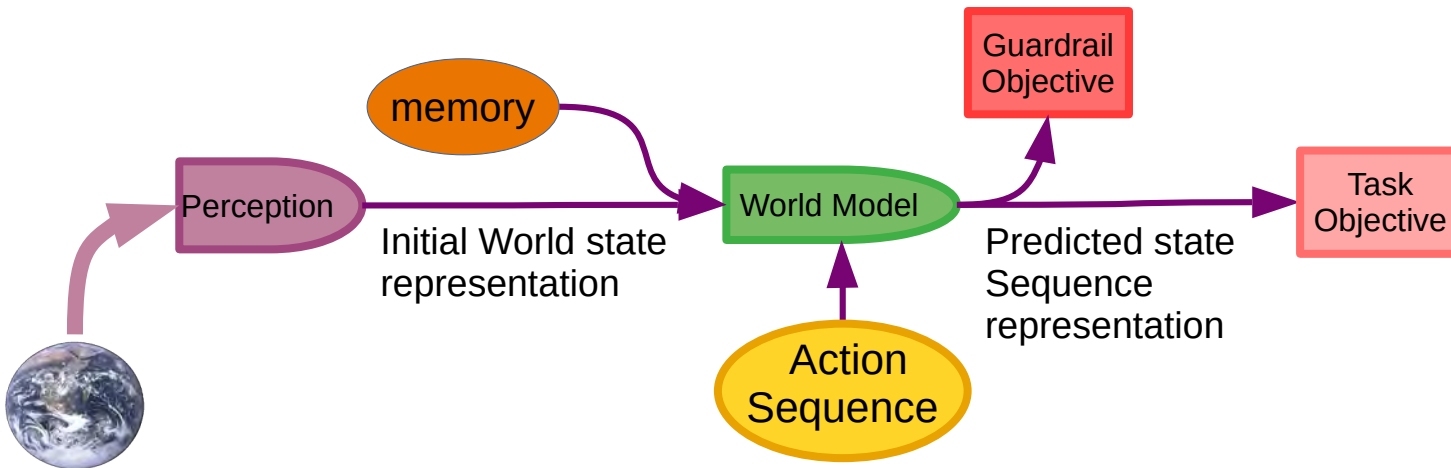 Guardrail
Objective
memory
Perception
World Model
Task
Objective
Initial World state
representation
Predicted state
Sequence
representation
Action
Sequence